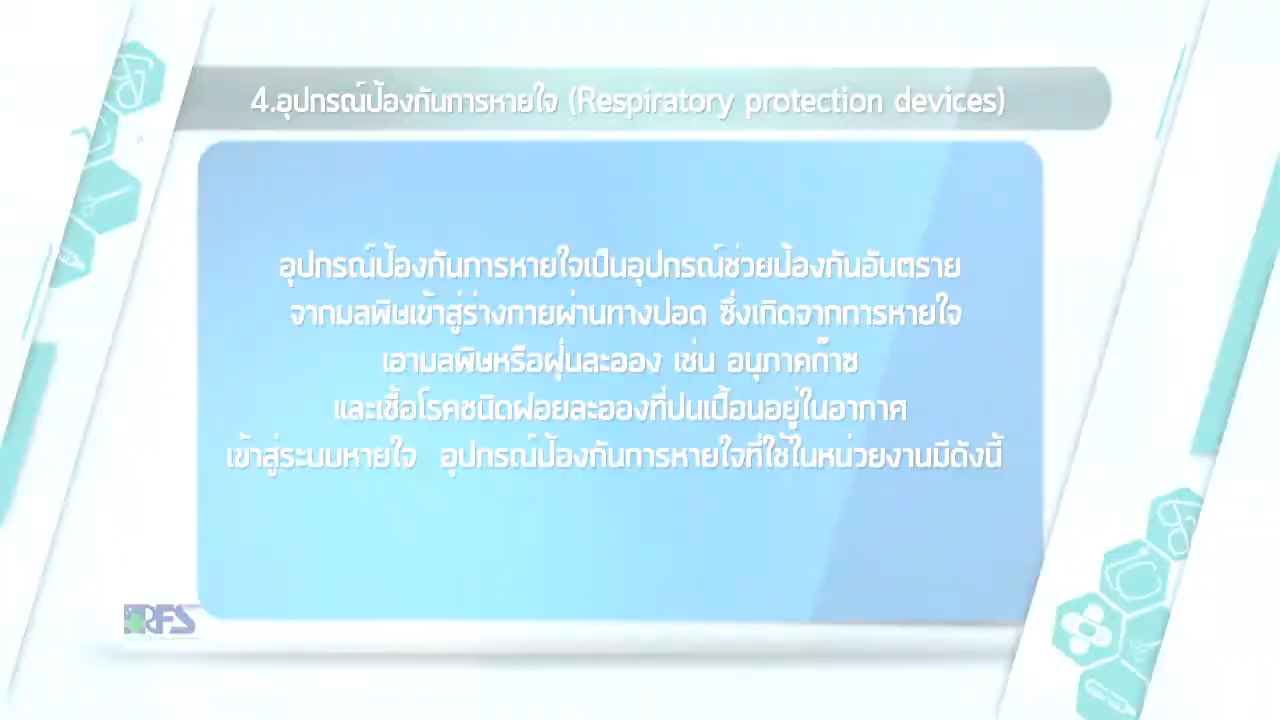 4.อุปกรณ์ป้องกันการหายใจ (Respiratory protection devices)
อุปกรณ์ป้องกันการหายใจเป็นอุปกรณ์ช่วยป้องกันอันตราย
จากมลพิษเข้าสู่ร่างกายผ่านทางปอด ซึ่งเกิดจากการหายใจ
เอามลพิษหรือฝุ่นละออง เช่น อนุภาคก๊าซ
และเชื้อโรคชนิดฝอยละอองที่ปนเปื้อนอยู่ในอากาศ
เข้าสู่ระบบหายใจ อุปกรณ์ป้องกันการหายใจที่ใช้ในหน่วยงานมีดังนี้
RFS